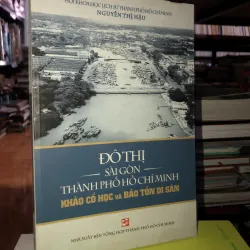 HỘI KHOA HỌC LỊCH SỬ THÀNH PHỐ HỒ CHÍ MINH
NGUYỄN THỊ HẬU
ĐÔ THỊ
SÀI GÒN
THÀNH PHỐ HỒ CHÍ MINH
KHẢO CỔ HỌC VÀ BẢO TỒN DI SẢN
NHÀ XUẤT BẢN TỔNG HỢP THÀNH PHỐ HỒ CHÍ MINH